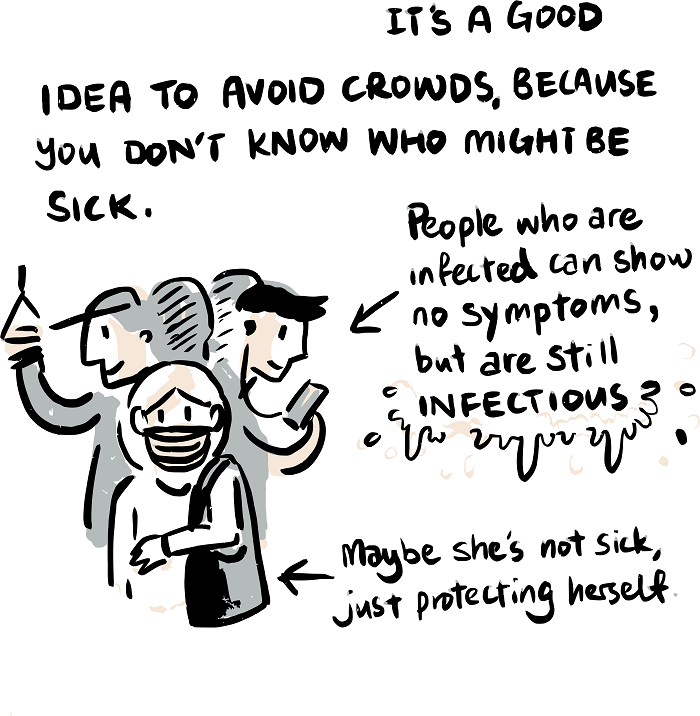 IT'S A GOOD
IDEA TO AVOID CROWDS, BECAUSE
YOU DON'T KNOW WHO MIGHT BE
SICK.
People who are
infected can show
no symptoms,
but are still
INFECTIOUS
Maybe she's not sick,
just protecting herself.